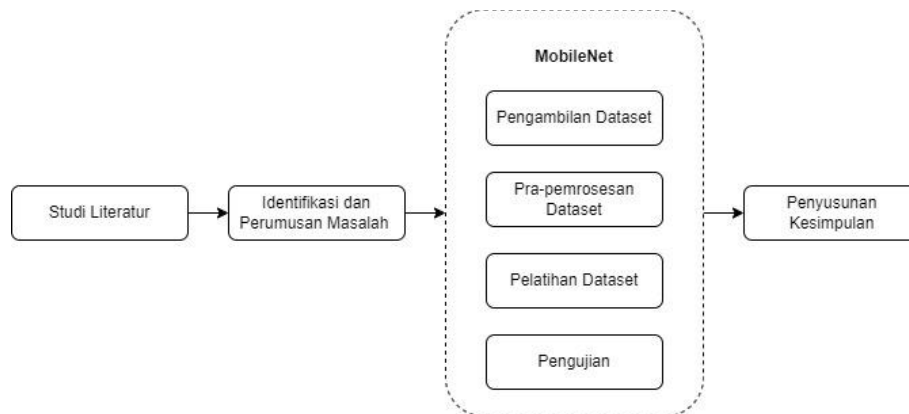 Studi Literatur
Identifikasi dan
Perumusan Masalah
MobileNet
Pengambilan Dataset
Pra-pemrosesan
Dataset
Pelatihan Dataset
Pengujian
Penyusunan
Kesimpulan